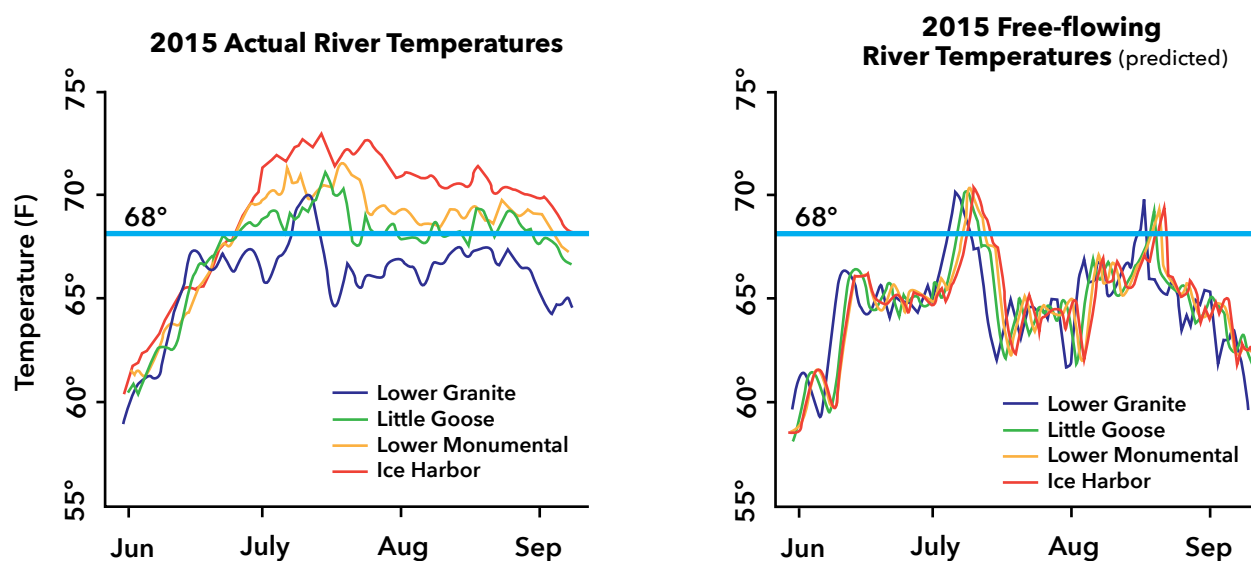 2015 Actual River Temperatures
Temperature (F)
75°
70°
65°
60°
55°
68°
Lower Granite
Little Goose
Lower Monumental
Ice Harbor
Jun July Aug Sep
2015 Free-flowing
River Temperatures (predicted)
75°
70°
65°
60°
55°
68°
Lower Granite
Little Goose
Lower Monumental
Ice Harbor
Jun July Aug Sep